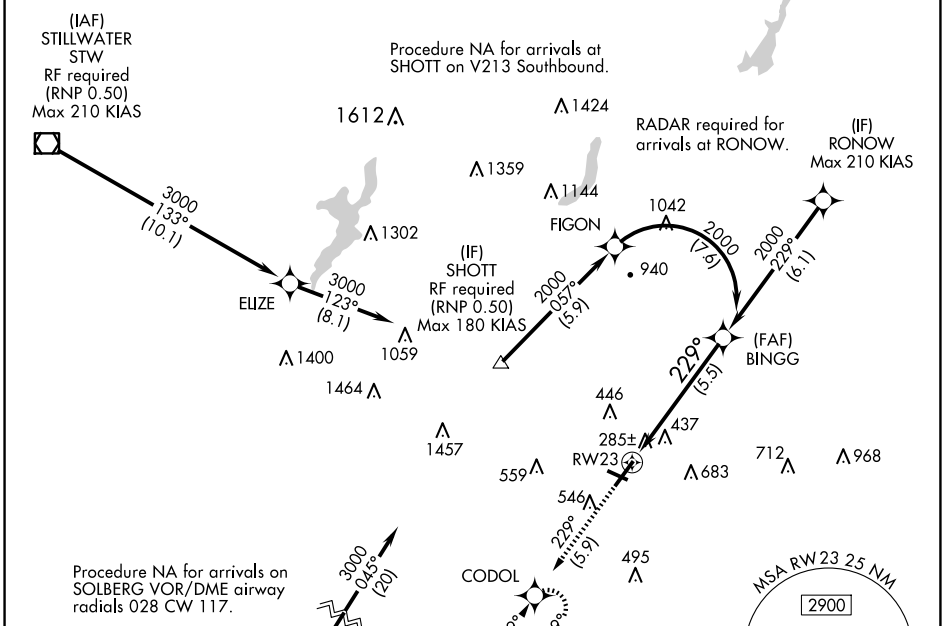 (IAF)
STILLWATER
STW
RF required
(RNP 0.50)
Max 210 KIAS
Procedure NA for arrivals at
SHOTT on V213 Southbound.
1612
1424
RADAR required for
arrivals at RONOW.
(IF)
RONOW
Max 210 KIAS
1359
1144
3000
133°
(10.1)
1302
FIGON
1042
2000
(7.6)
2000
229°
(6.1)
940
(IF)
SHOTT
RF required
(RNP 0.50)
Max 180 KIAS
2000
057°
(5.9)
ELIZE
3000
123°
(8.1)
1059
1400
1464
(FAF)
BINGG
229°
(5.5)
446
437
285±
1457
RW23
559
683
712
968
546
229°
(5.9)
495
CODOL
3000
045°
(20)
Procedure NA for arrivals on
SOLBERG VOR/DME airway
radials 028 CW 117.
MSA RW 23 25 NM
2900